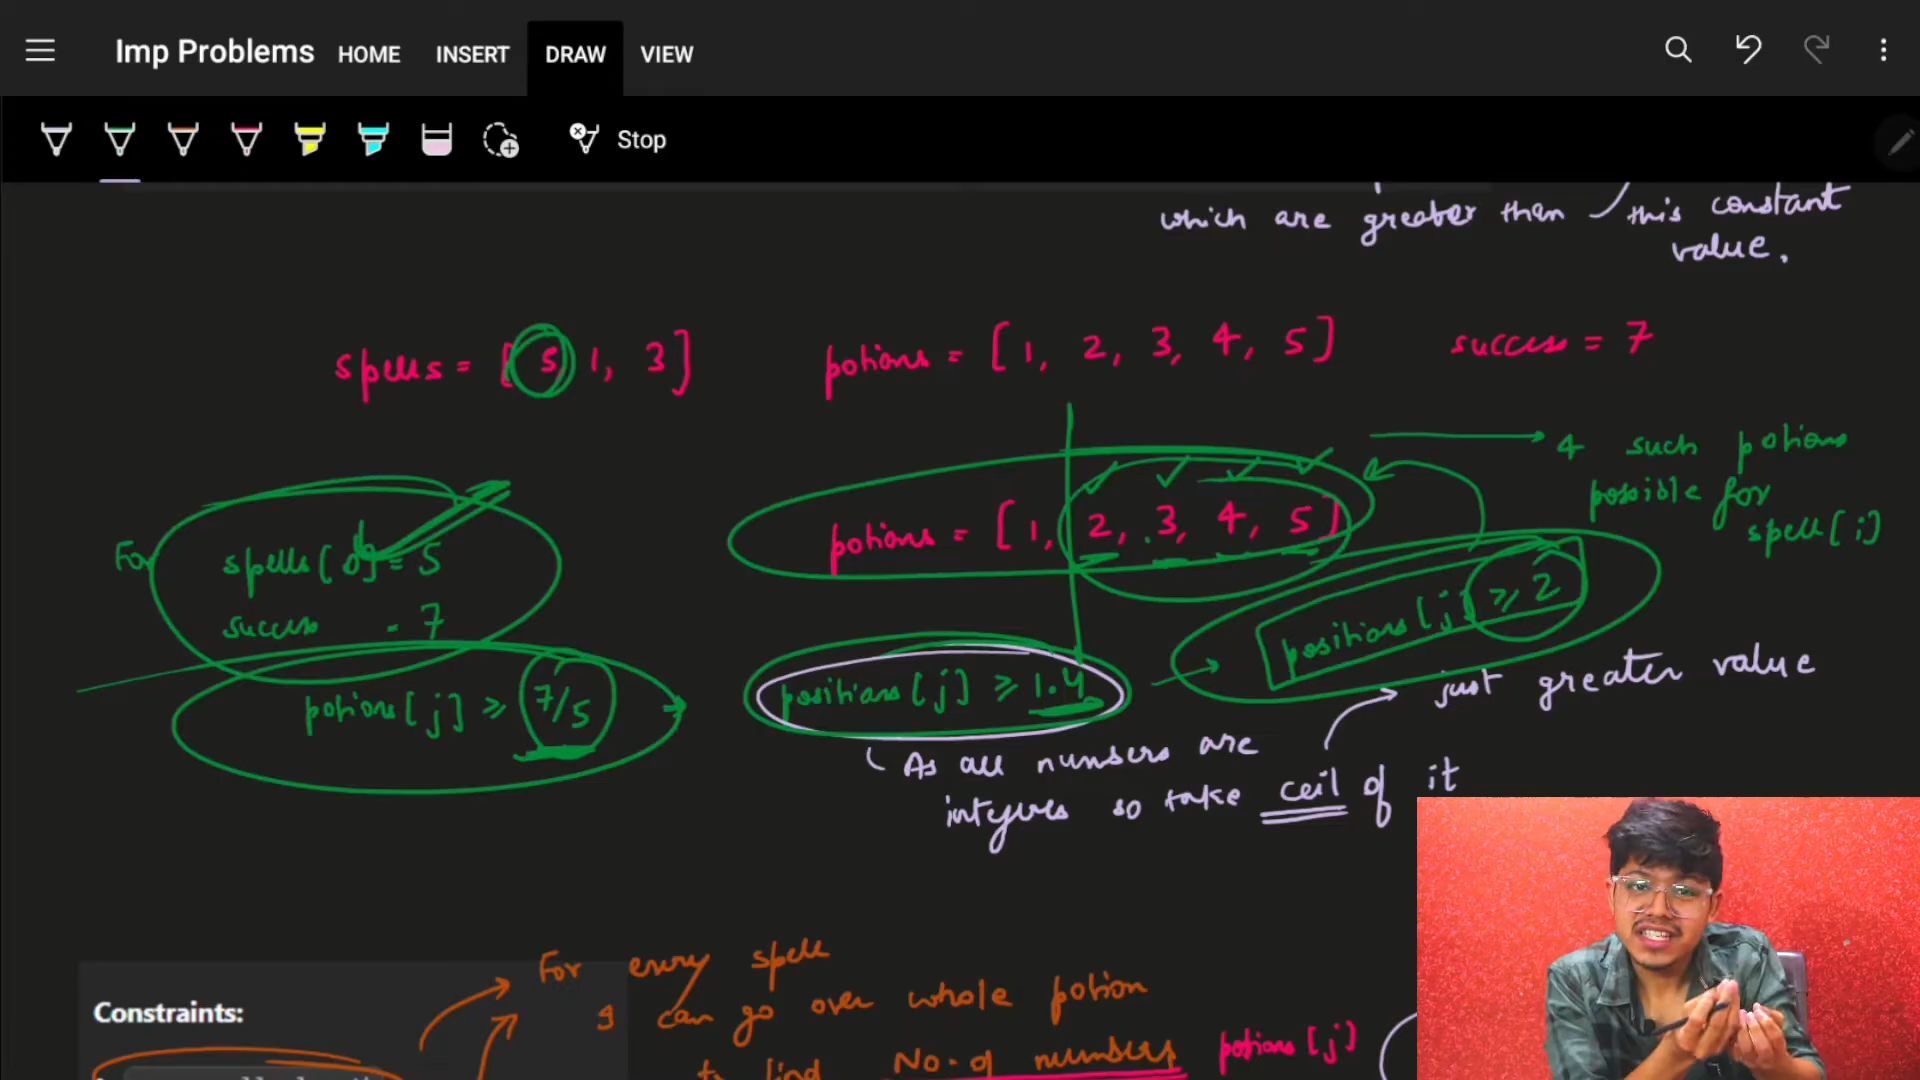 Imp Problems HOME INSERT DRAW VIEW
Stop
which are greater than this constant
value.
spells = [ 5 1, 3 ] potions = [ 1, 2, 3, 4, 5 ] success = 7
4 such potions
possible for
spell[i]
potions = [ 1, 2, 3, 4, 5 ]
For spells[0] = 5
success = 7
potions[j] ≥ 7/5
positions[j] ≥ 1.4
positions[j] ≥ 2
just greater value
As all numbers are
integers so take ceil of it
For every spell
I can go over whole potion
to find No. of numbers potions[j]
Constraints: